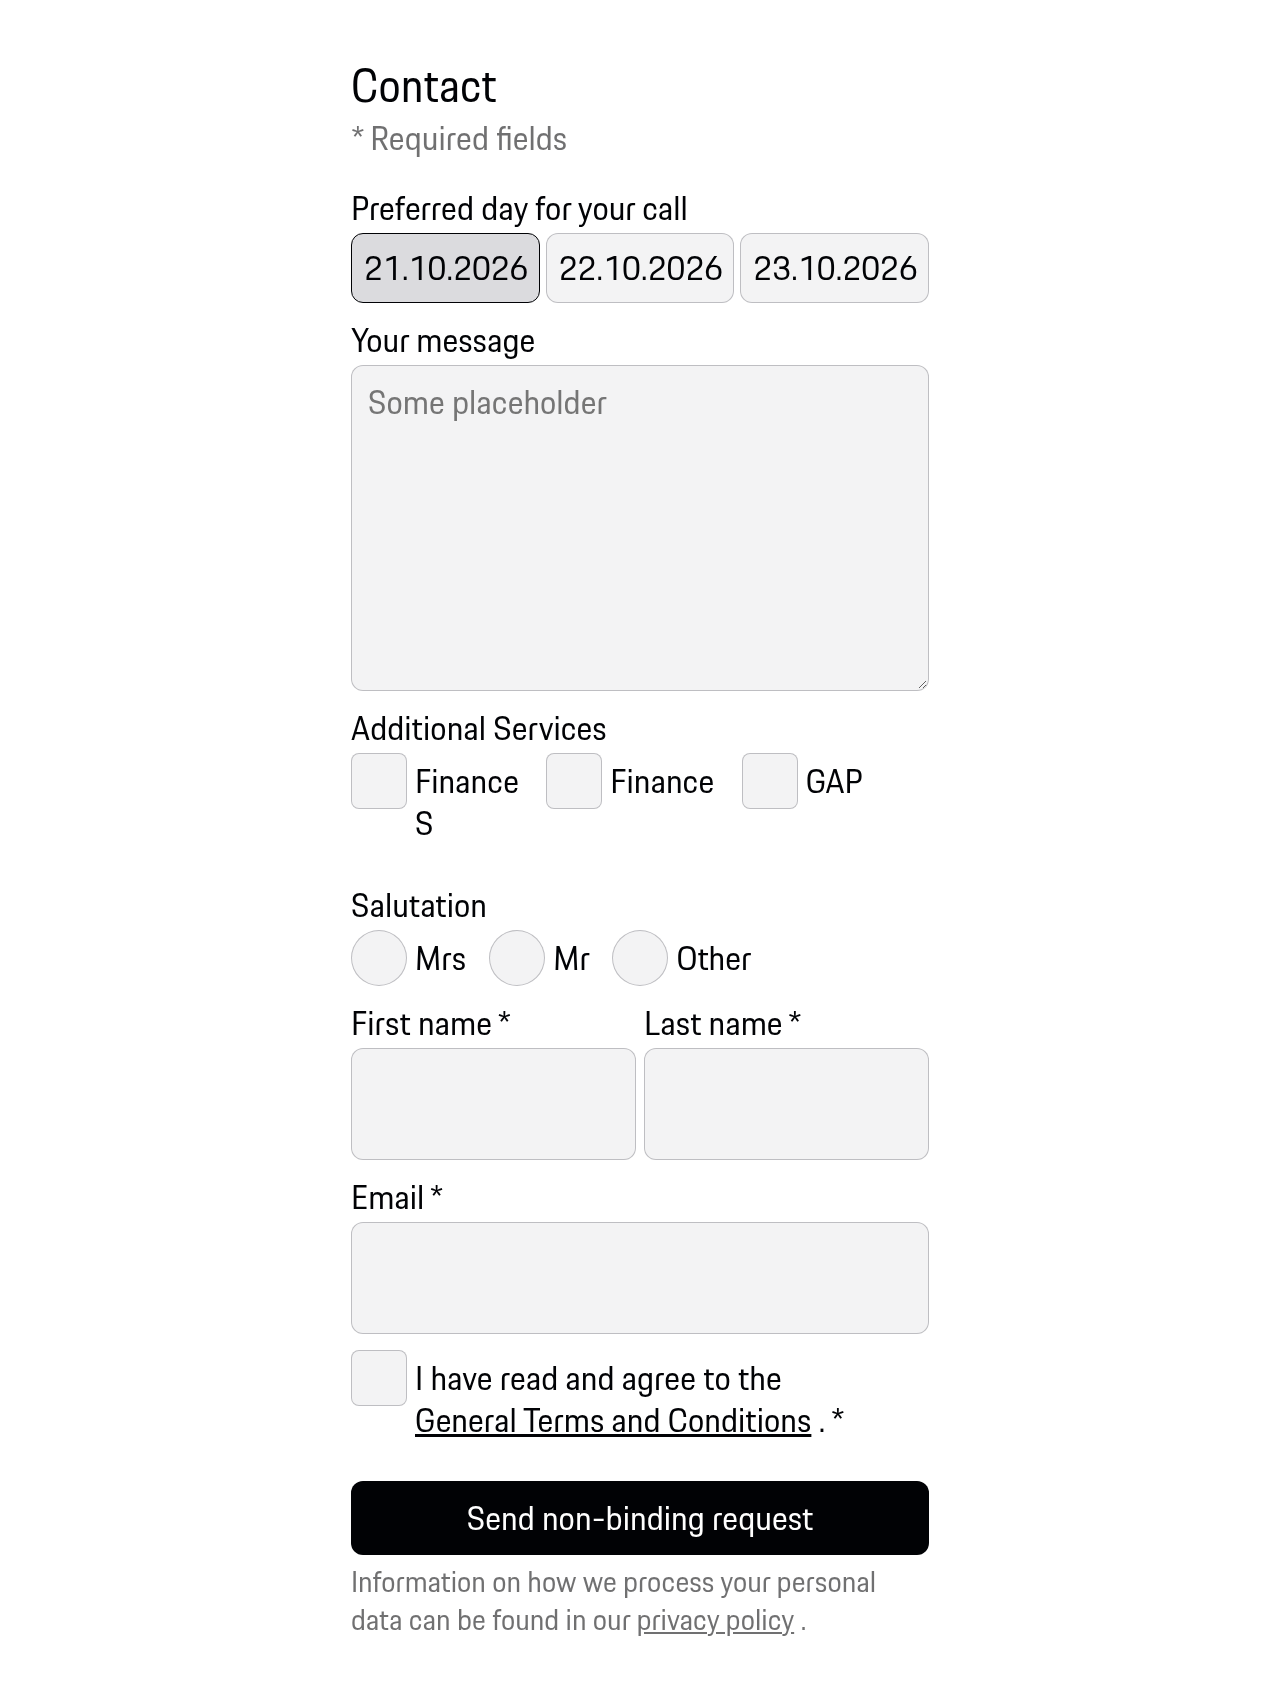 Contact
* Required fields
Preferred day for your call
21.10.2026 22.10.2026 23.10.2026
Your message
Some placeholder
Additional Services
Finance Finance GAP
S
Salutation
Mrs Mr Other
First name * Last name *
Email *
I have read and agree to the
General Terms and Conditions . *
Send non-binding request
Information on how we process your personal
data can be found in our privacy policy .